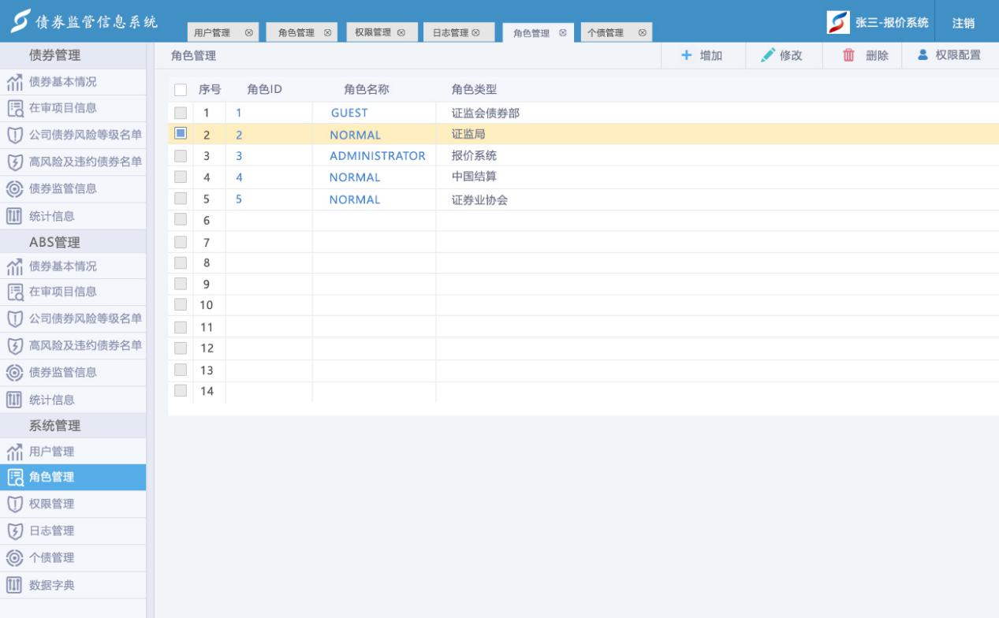 债券监管信息系统
用户管理 角色管理 权限管理 日志管理 角色管理 个债管理
张三-报价系统 注销
债券管理
债券基本情况
在审项目信息
公司债券风险等级名单
高风险及违约债券名单
债券监管信息
统计信息
ABS管理
债券基本情况
在审项目信息
公司债券风险等级名单
高风险及违约债券名单
债券监管信息
统计信息
系统管理
用户管理
角色管理
权限管理
日志管理
个债管理
数据字典
角色管理 增加 修改 删除 权限配置
序号 角色ID 角色名称 角色类型
1 1 GUEST 证监会债券部
2 2 NORMAL 证监局
3 3 ADMINISTRATOR 报价系统
4 4 NORMAL 中国结算
5 5 NORMAL 证券业协会
6
7
8
9
10
11
12
13
14